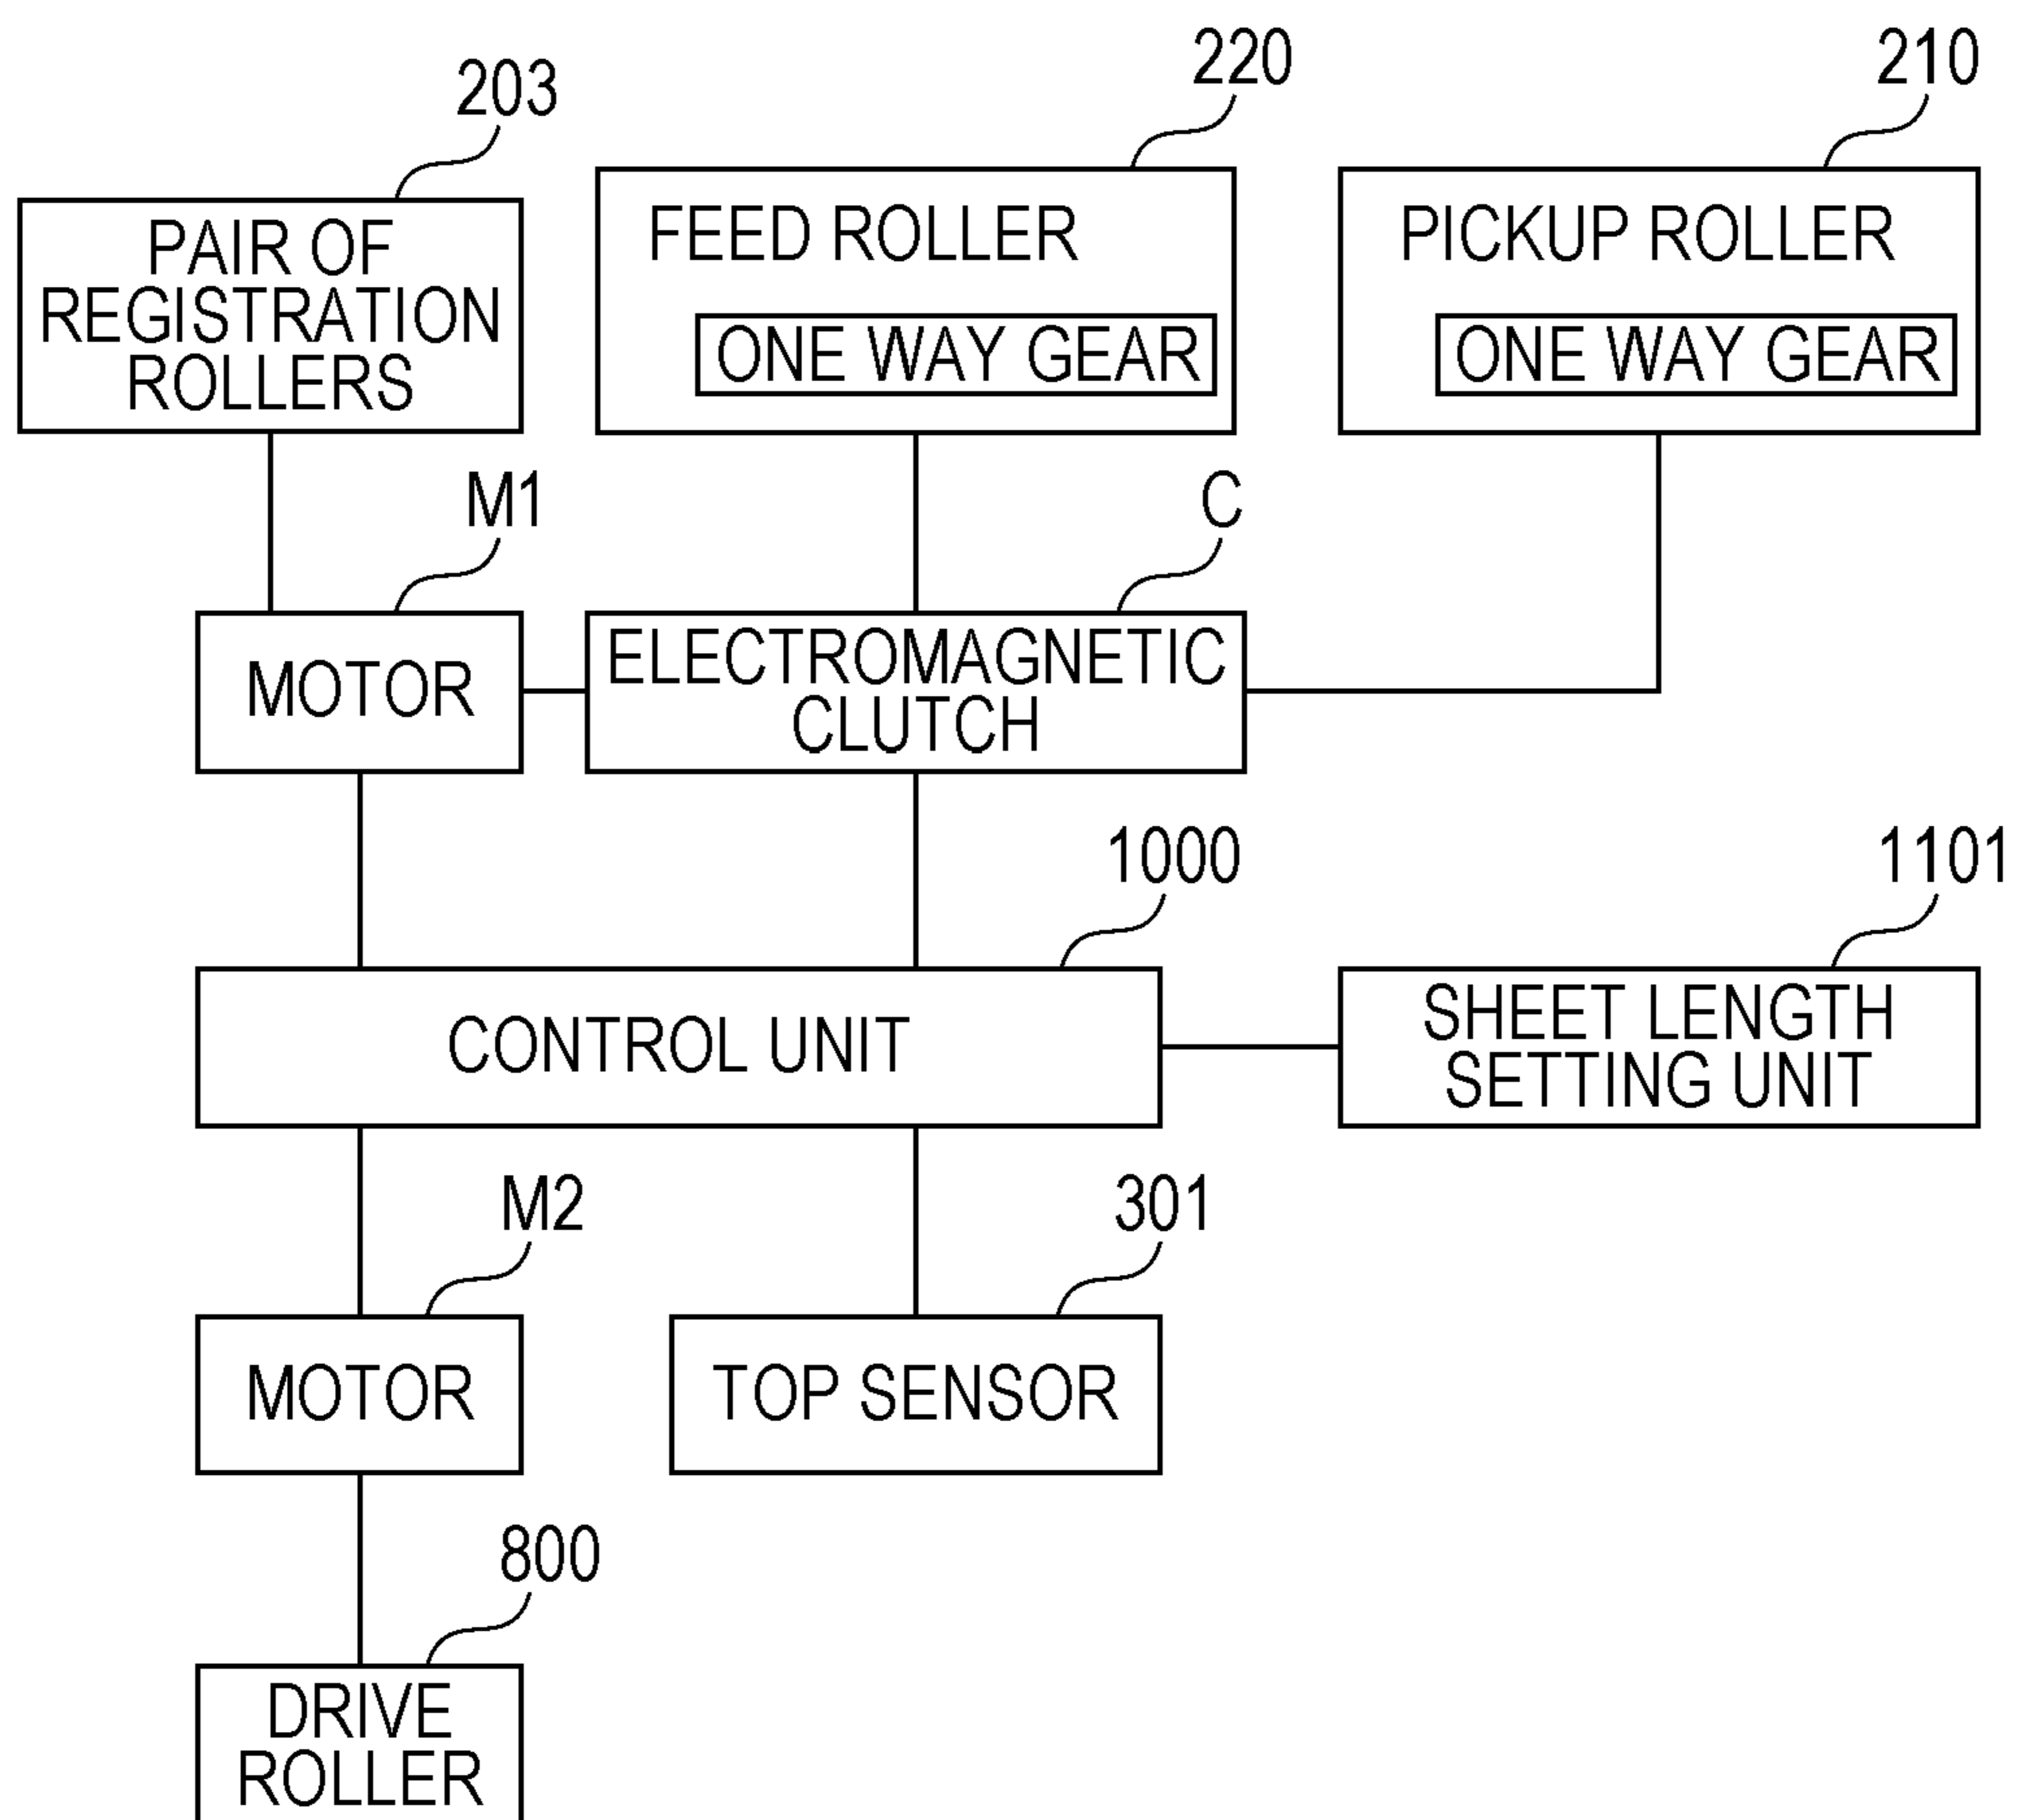 203
220
210
PAIR OF
REGISTRATION
ROLLERS
FEED ROLLER
ONE WAY GEAR
PICKUP ROLLER
ONE WAY GEAR
M1
C
MOTOR
ELECTROMAGNETIC
CLUTCH
1000
1101
CONTROL UNIT
SHEET LENGTH
SETTING UNIT
M2
301
MOTOR
TOP SENSOR
800
DRIVE
ROLLER